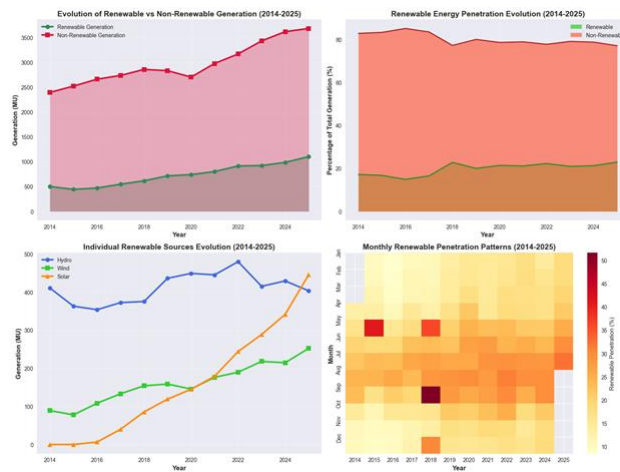 Evolution of Renewable vs Non-Renewable Generation (2014-2025)
Renewable Generation
Non-Renewable Generation
Generation (MU)
3500
3000
2500
2000
1500
1000
500
0
2014 2016 2018 2020 2022 2024
Year
Renewable Energy Penetration Evolution (2014-2025)
Renewable
Non-Renewab
Percentage of Total Generation (%)
80
60
40
20
0
2014 2016 2018 2020 2022 2024
Year
Individual Renewable Sources Evolution (2014-2025)
Hydro
Wind
Solar
Generation (MU)
500
400
300
200
100
0
2014 2016 2018 2020 2022 2024
Year
Monthly Renewable Penetration Patterns (2014-2025)
Month
Jan
Feb
Mar
Apr
May
Jun
Jul
Aug
Sep
Oct
Nov
Dec
2014 2015 2016 2017 2018 2019 2020 2021 2022 2023 2024 2025
Year
50
45
40
35
30
25
20
15
10
Renewable Penetration (%)